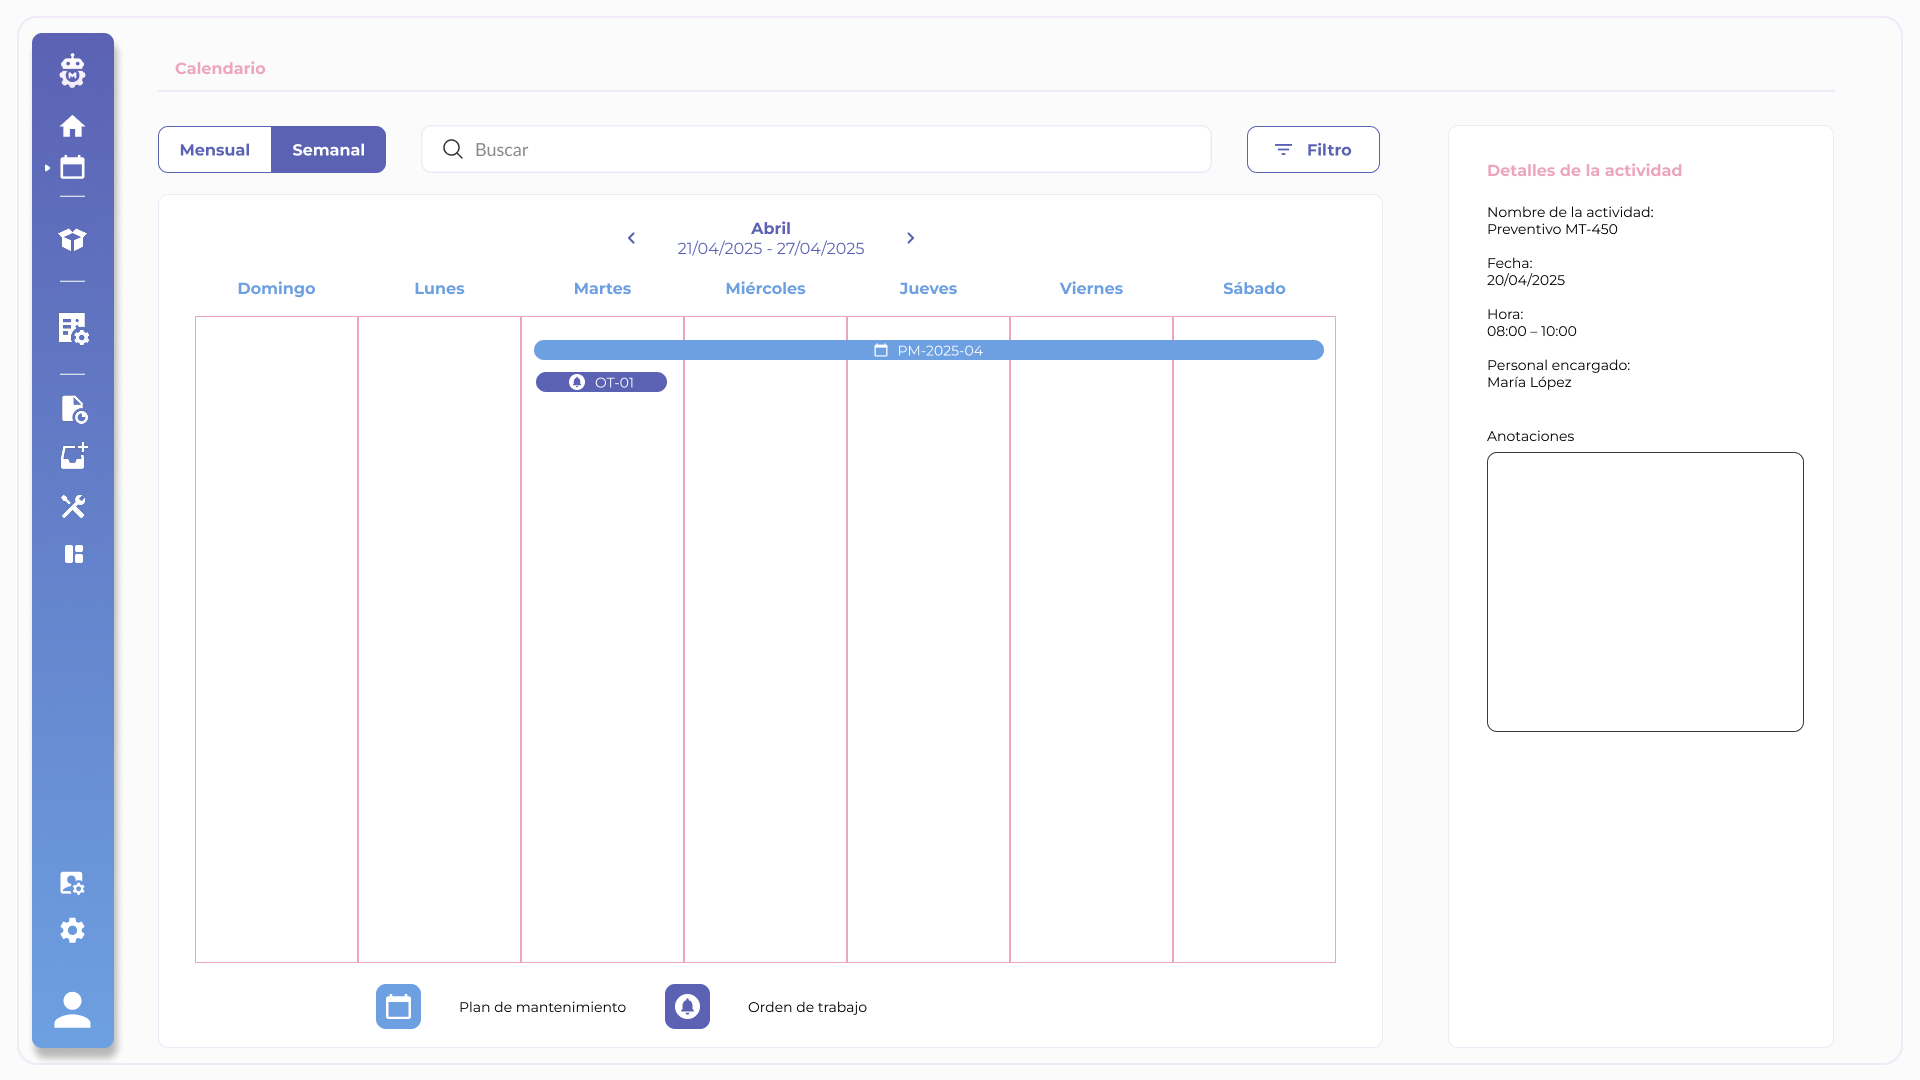 Calendario
Mensual
Semanal
Buscar
Filtro
Abril
21/04/2025 - 27/04/2025
Domingo
Lunes
Martes
Miércoles
Jueves
Viernes
Sábado
PM-2025-04
OT-01
Plan de mantenimiento
Orden de trabajo
Detalles de la actividad
Nombre de la actividad:
Preventivo MT-450
Fecha:
20/04/2025
Hora:
08:00 – 10:00
Personal encargado:
María López
Anotaciones